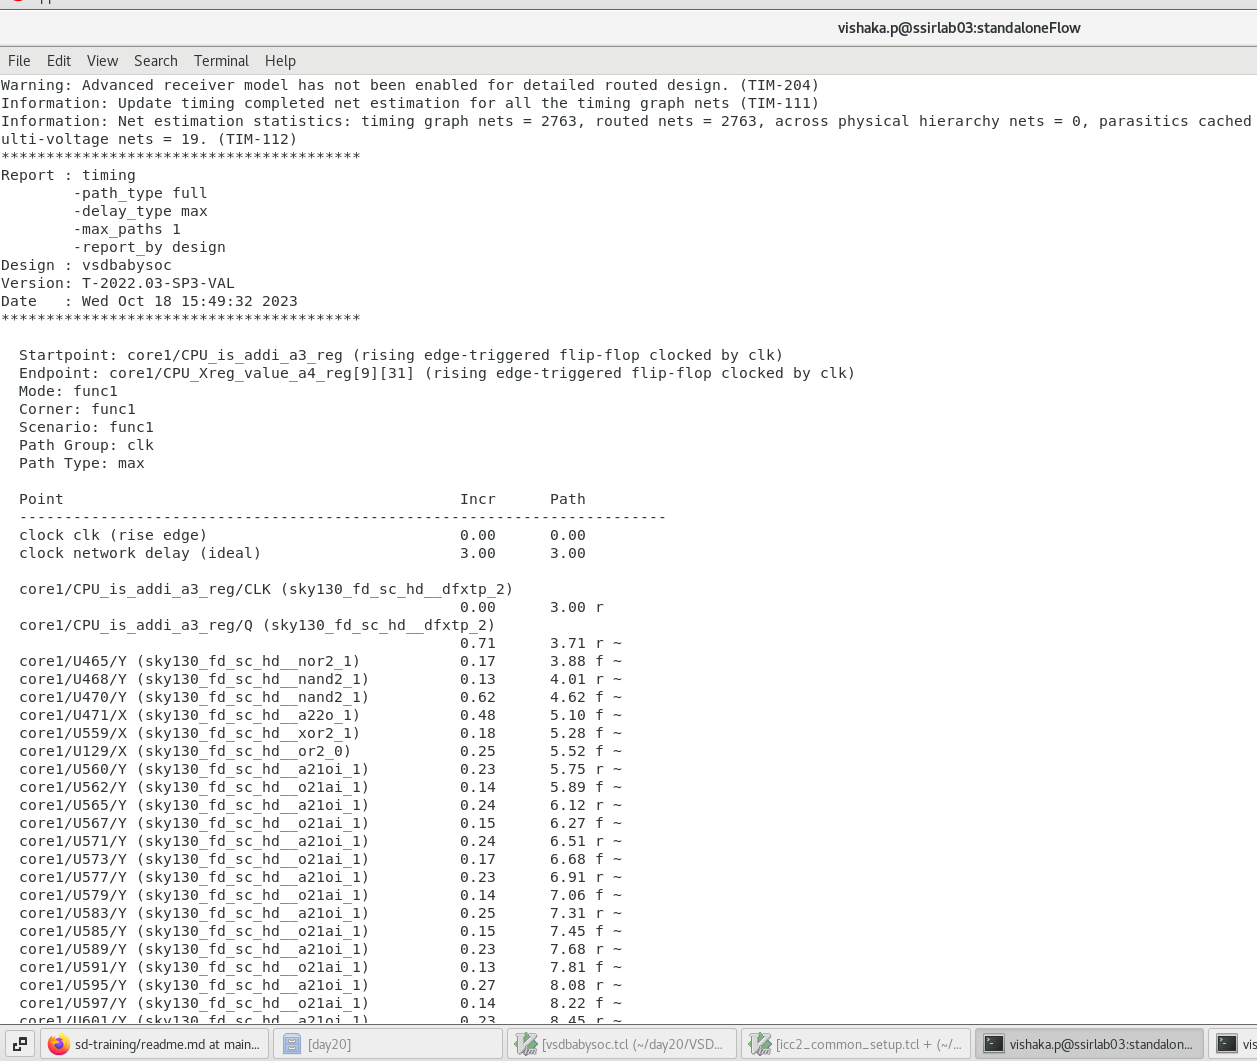 vishaka.p@ssirlab03:standaloneFlow
File Edit View Search Terminal Help
Warning: Advanced receiver model has not been enabled for detailed routed design. (TIM-204)
Information: Update timing completed net estimation for all the timing graph nets (TIM-111)
Information: Net estimation statistics: timing graph nets = 2763, routed nets = 2763, across physical hierarchy nets = 0, parasitics cached
ulti-voltage nets = 19. (TIM-112)
****************************************
Report : timing
-path_type full
-delay_type max
-max_paths 1
-report_by design
Design : vsdbabysoc
Version: T-2022.03-SP3-VAL
Date   : Wed Oct 18 15:49:32 2023
****************************************
Startpoint: core1/CPU_is_addi_a3_reg (rising edge-triggered flip-flop clocked by clk)
Endpoint: core1/CPU_Xreg_value_a4_reg[9][31] (rising edge-triggered flip-flop clocked by clk)
Mode: func1
Corner: func1
Scenario: func1
Path Group: clk
Path Type: max
Point Incr Path
------------------------------------------------------------------------
clock clk (rise edge) 0.00 0.00
clock network delay (ideal) 3.00 3.00
core1/CPU_is_addi_a3_reg/CLK (sky130_fd_sc_hd__dfxtp_2)
0.00 3.00 r
core1/CPU_is_addi_a3_reg/Q (sky130_fd_sc_hd__dfxtp_2)
0.71 3.71 r ~
core1/U465/Y (sky130_fd_sc_hd__nor2_1) 0.17 3.88 f ~
core1/U468/Y (sky130_fd_sc_hd__nand2_1) 0.13 4.01 r ~
core1/U470/Y (sky130_fd_sc_hd__nand2_1) 0.62 4.62 f ~
core1/U471/X (sky130_fd_sc_hd__a22o_1) 0.48 5.10 f ~
core1/U559/X (sky130_fd_sc_hd__xor2_1) 0.18 5.28 f ~
core1/U129/X (sky130_fd_sc_hd__or2_0) 0.25 5.52 f ~
core1/U560/Y (sky130_fd_sc_hd__a21oi_1) 0.23 5.75 r ~
core1/U562/Y (sky130_fd_sc_hd__o21ai_1) 0.14 5.89 f ~
core1/U565/Y (sky130_fd_sc_hd__a21oi_1) 0.24 6.12 r ~
core1/U567/Y (sky130_fd_sc_hd__o21ai_1) 0.15 6.27 f ~
core1/U571/Y (sky130_fd_sc_hd__a21oi_1) 0.24 6.51 r ~
core1/U573/Y (sky130_fd_sc_hd__o21ai_1) 0.17 6.68 f ~
core1/U577/Y (sky130_fd_sc_hd__a21oi_1) 0.23 6.91 r ~
core1/U579/Y (sky130_fd_sc_hd__o21ai_1) 0.14 7.06 f ~
core1/U583/Y (sky130_fd_sc_hd__a21oi_1) 0.25 7.31 r ~
core1/U585/Y (sky130_fd_sc_hd__o21ai_1) 0.15 7.45 f ~
core1/U589/Y (sky130_fd_sc_hd__a21oi_1) 0.23 7.68 r ~
core1/U591/Y (sky130_fd_sc_hd__o21ai_1) 0.13 7.81 f ~
core1/U595/Y (sky130_fd_sc_hd__a21oi_1) 0.27 8.08 r ~
core1/U597/Y (sky130_fd_sc_hd__o21ai_1) 0.14 8.22 f ~
core1/U601/Y (sky130_fd_sc_hd__a21oi_1) 0.23 8.45 r ~
sd-training/readme.md at main... [day20] [vsdbabysoc.tcl (~/day20/VSD... [icc2_common_setup.tcl + (~/... vishaka.p@ssirlab03:standalon... vis